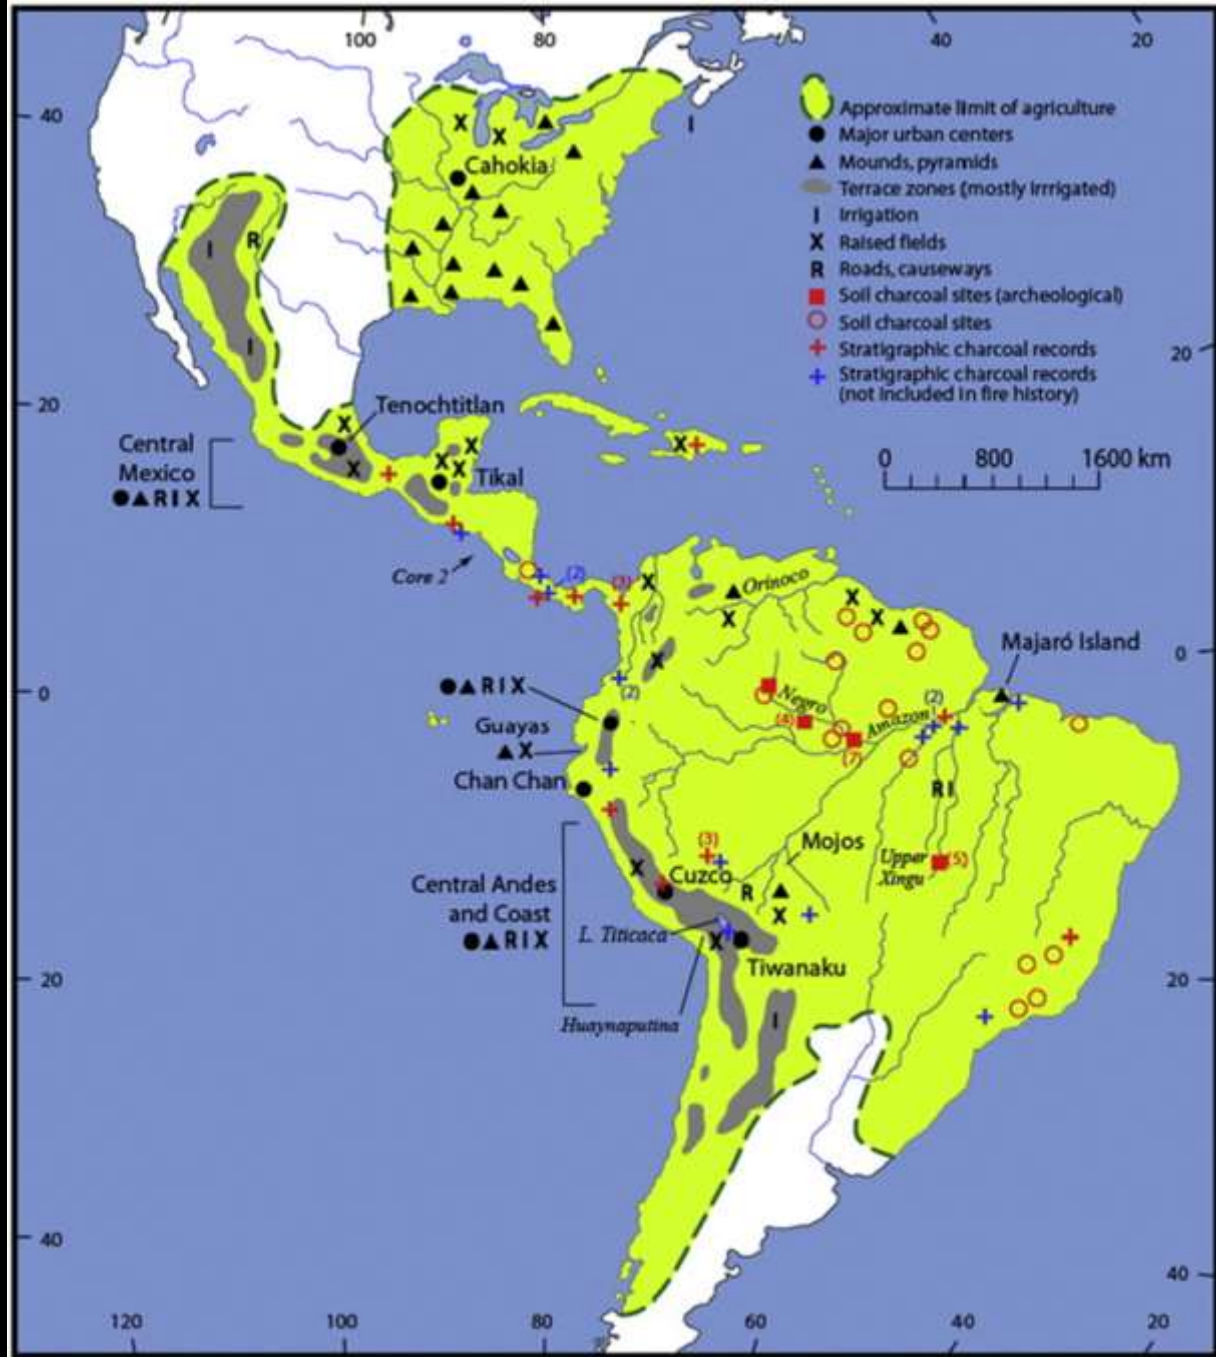 100
80
40
20
40
I
Approximate limit of agriculture
Major urban centers
Mounds, pyramids
Terrace zones (mostly irrrigated)
I Irrigation
X Raised fields
R Roads, causeways
Soil charcoal sites (archeological)
Soil charcoal sites
+ Stratigraphic charcoal records
+ Stratigraphic charcoal records
(not included in fire history)
X X
Cahokia
I R
I
20
20
Tenochtitlan
X
Central
Mexico
R I X
X
X X X
Tikal
X
0 800 1600 km
Core 2
(2)
(3)
X
Orinoco
X
X X
X
Majaró Island
0
0
R I X
(2)
Negro
(4)
Amazon
(2)
(7)
Guayas
X
Chan Chan
R I
(3)
Mojos
Upper
Xingu
(5)
X
Cuzco
R
X
Central Andes
and Coast
R I X
L. Titicaca
X
Tiwanaku
20
20
Huaynaputina
I
40
40
120
100
80
60
40
20